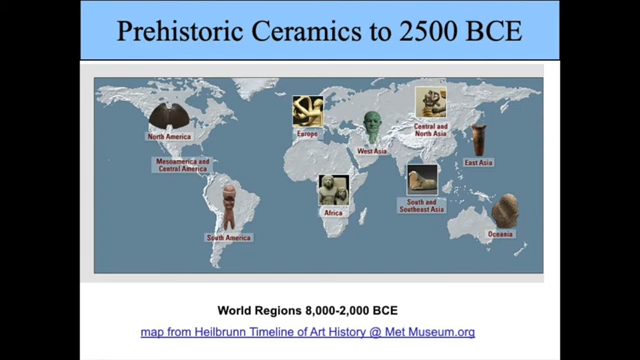 Prehistoric Ceramics to 2500 BCE
North America
Europe
Central and
North Asia
West Asia
East Asia
Mesoamerica and
Central America
Africa
South and
Southeast Asia
South America
Oceania
World Regions 8,000-2,000 BCE
map from Heilbrunn Timeline of Art History @ Met Museum.org